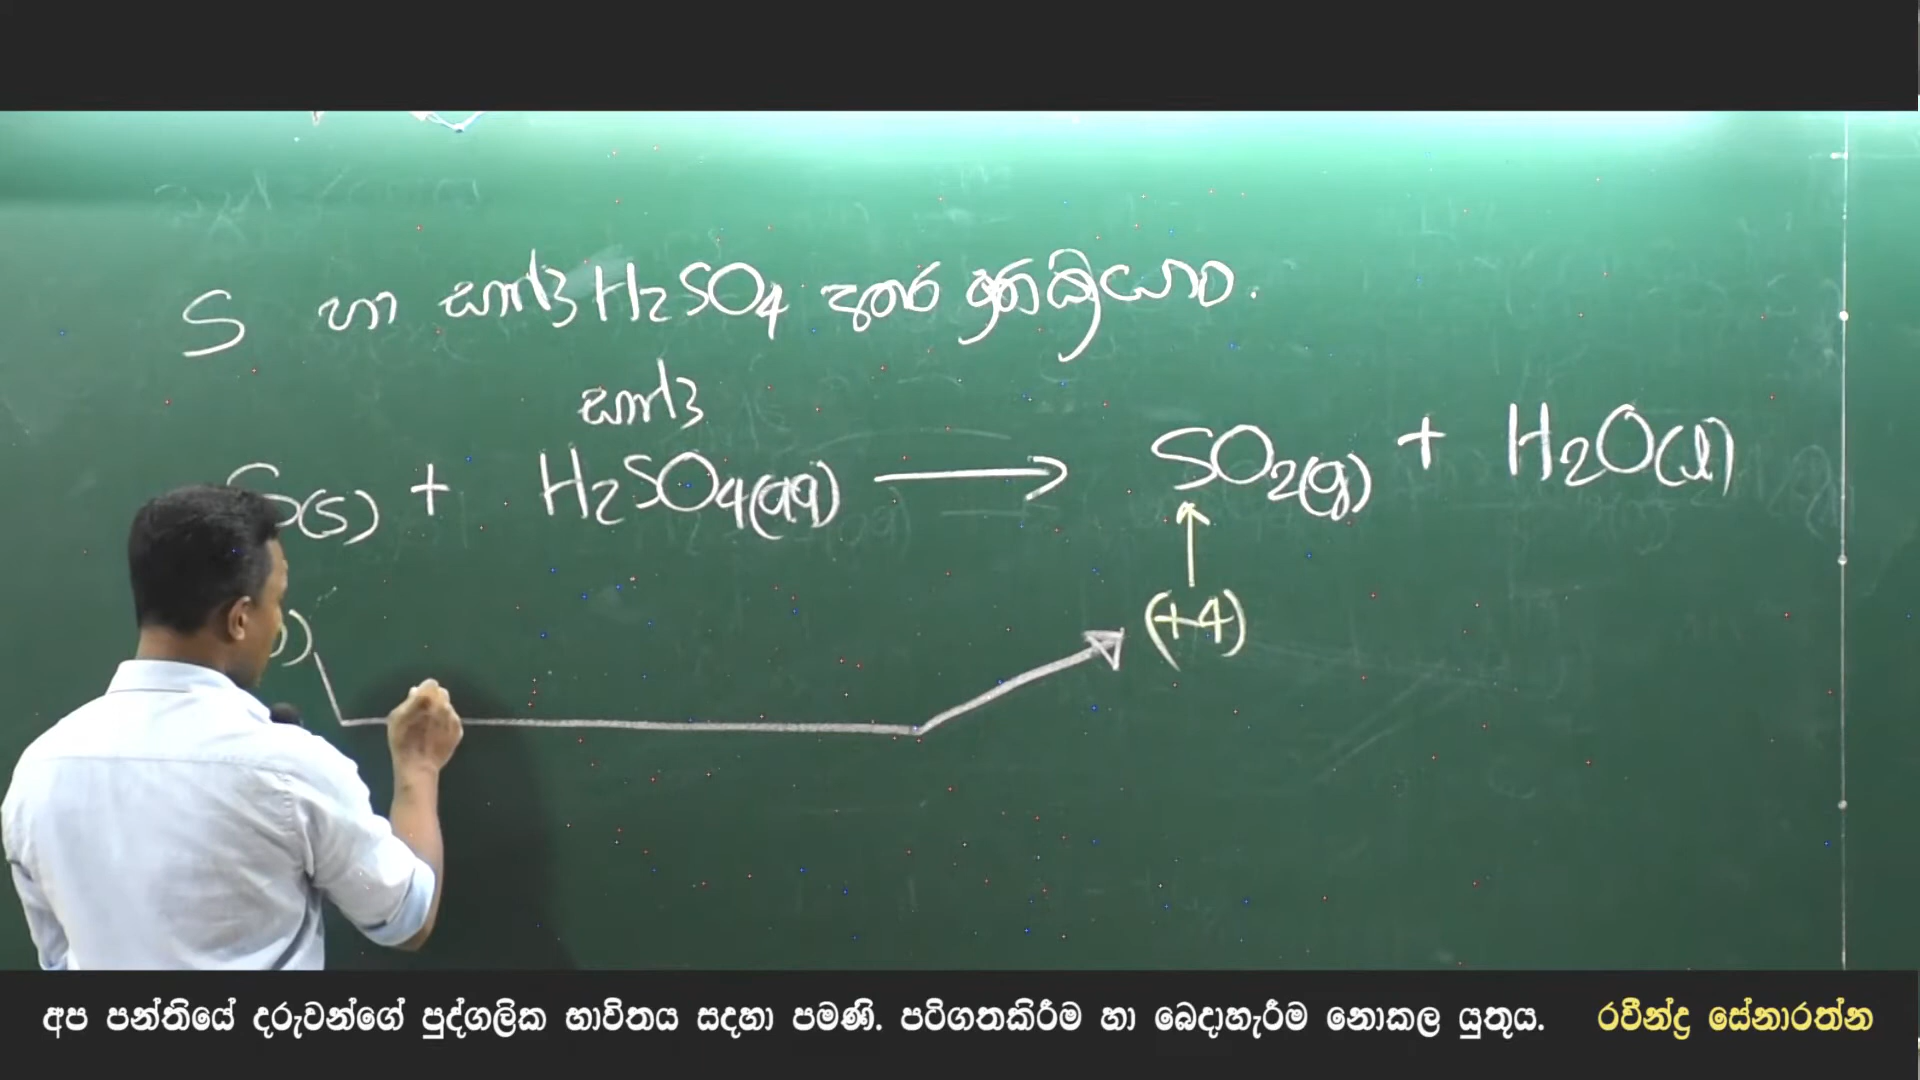 S හා සාන්ද්‍ර H2SO4 අතර ප්‍රතික්‍රියාව.
සාන්ද්‍ර
S(s) + H2SO4(aq) ⟶ SO2(g) + H2O(l)
(+4)
අප පන්තියේ දරුවන්ගේ පුද්ගලික භාවිතය සදහා පමණි. පටිගතකිරීම හා බෙදාහැරීම නොකල යුතූය. රවීන්ද්‍ර සේනාරත්න